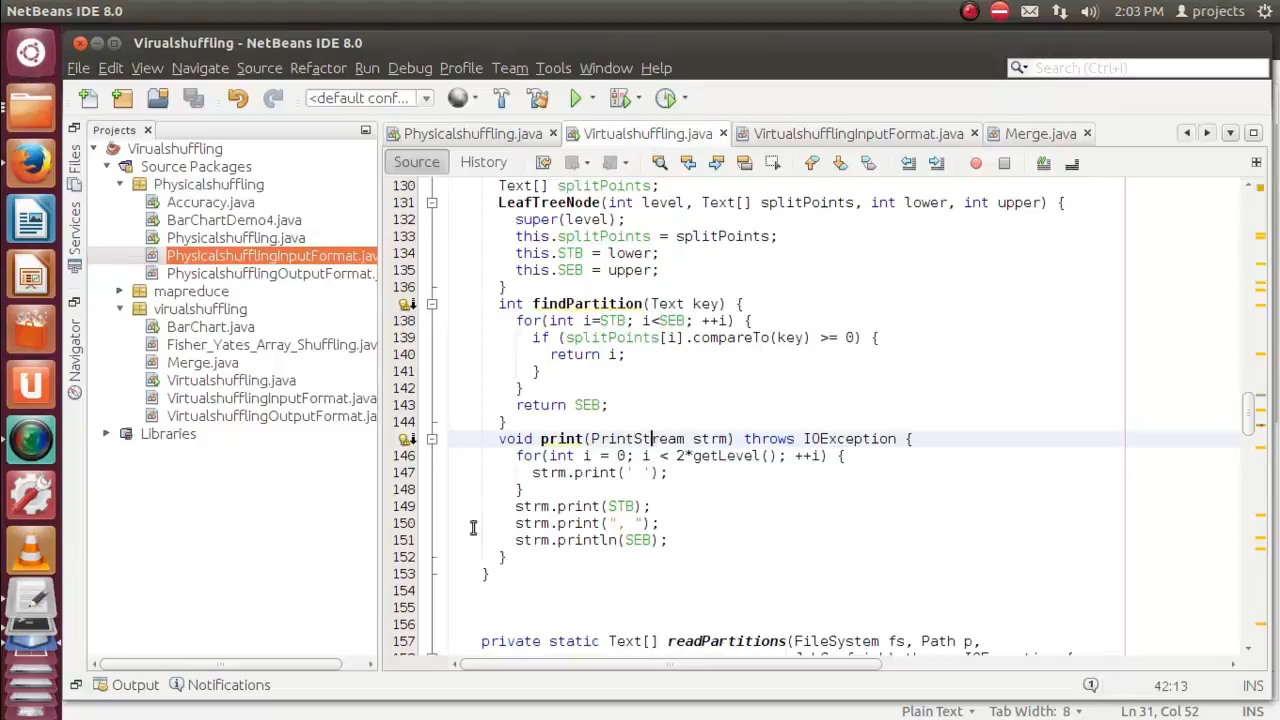 NetBeans IDE 8.0
2:03 PM
projects
Virualshuffling - NetBeans IDE 8.0
File Edit View Navigate Source Refactor Run Debug Profile Team Tools Window Help
Search (Ctrl+I)
<default conf...
Projects
Physicalshuffling.java
Virtualshuffling.java
VirtualshufflingInputFormat.java
Merge.java
Files
Services
Navigator
Virualshuffling
Source Packages
Physicalshuffling
Accuracy.java
BarChartDemo4.java
Physicalshuffling.java
PhysicalshufflingInputFormat.jav
PhysicalshufflingOutputFormat.
mapreduce
virualshuffling
BarChart.java
Fisher_Yates_Array_Shuffling.jav
Merge.java
Virtualshuffling.java
VirtualshufflingInputFormat.java
VirtualshufflingOutputFormat.ja
Libraries
Source History
130 Text[] splitPoints;
131 LeafTreeNode(int level, Text[] splitPoints, int lower, int upper) {
132 super(level);
133 this.splitPoints = splitPoints;
134 this.STB = lower;
135 this.SEB = upper;
136 }
int findPartition(Text key) {
138 for(int i=STB; i<SEB; ++i) {
139 if (splitPoints[i].compareTo(key) >= 0) {
140 return i;
141 }
142 }
143 return SEB;
144 }
void print(PrintStream strm) throws IOException {
146 for(int i = 0; i < 2*getLevel(); ++i) {
147 strm.print(' ');
148 }
149 strm.print(STB);
150 strm.print(", ");
151 strm.println(SEB);
152 }
153 }
154
155
156
157 private static Text[] readPartitions(FileSystem fs, Path p,
Output Notifications
1
42:13
INS
Plain Text
Tab Width: 8
Ln 31, Col 52
INS